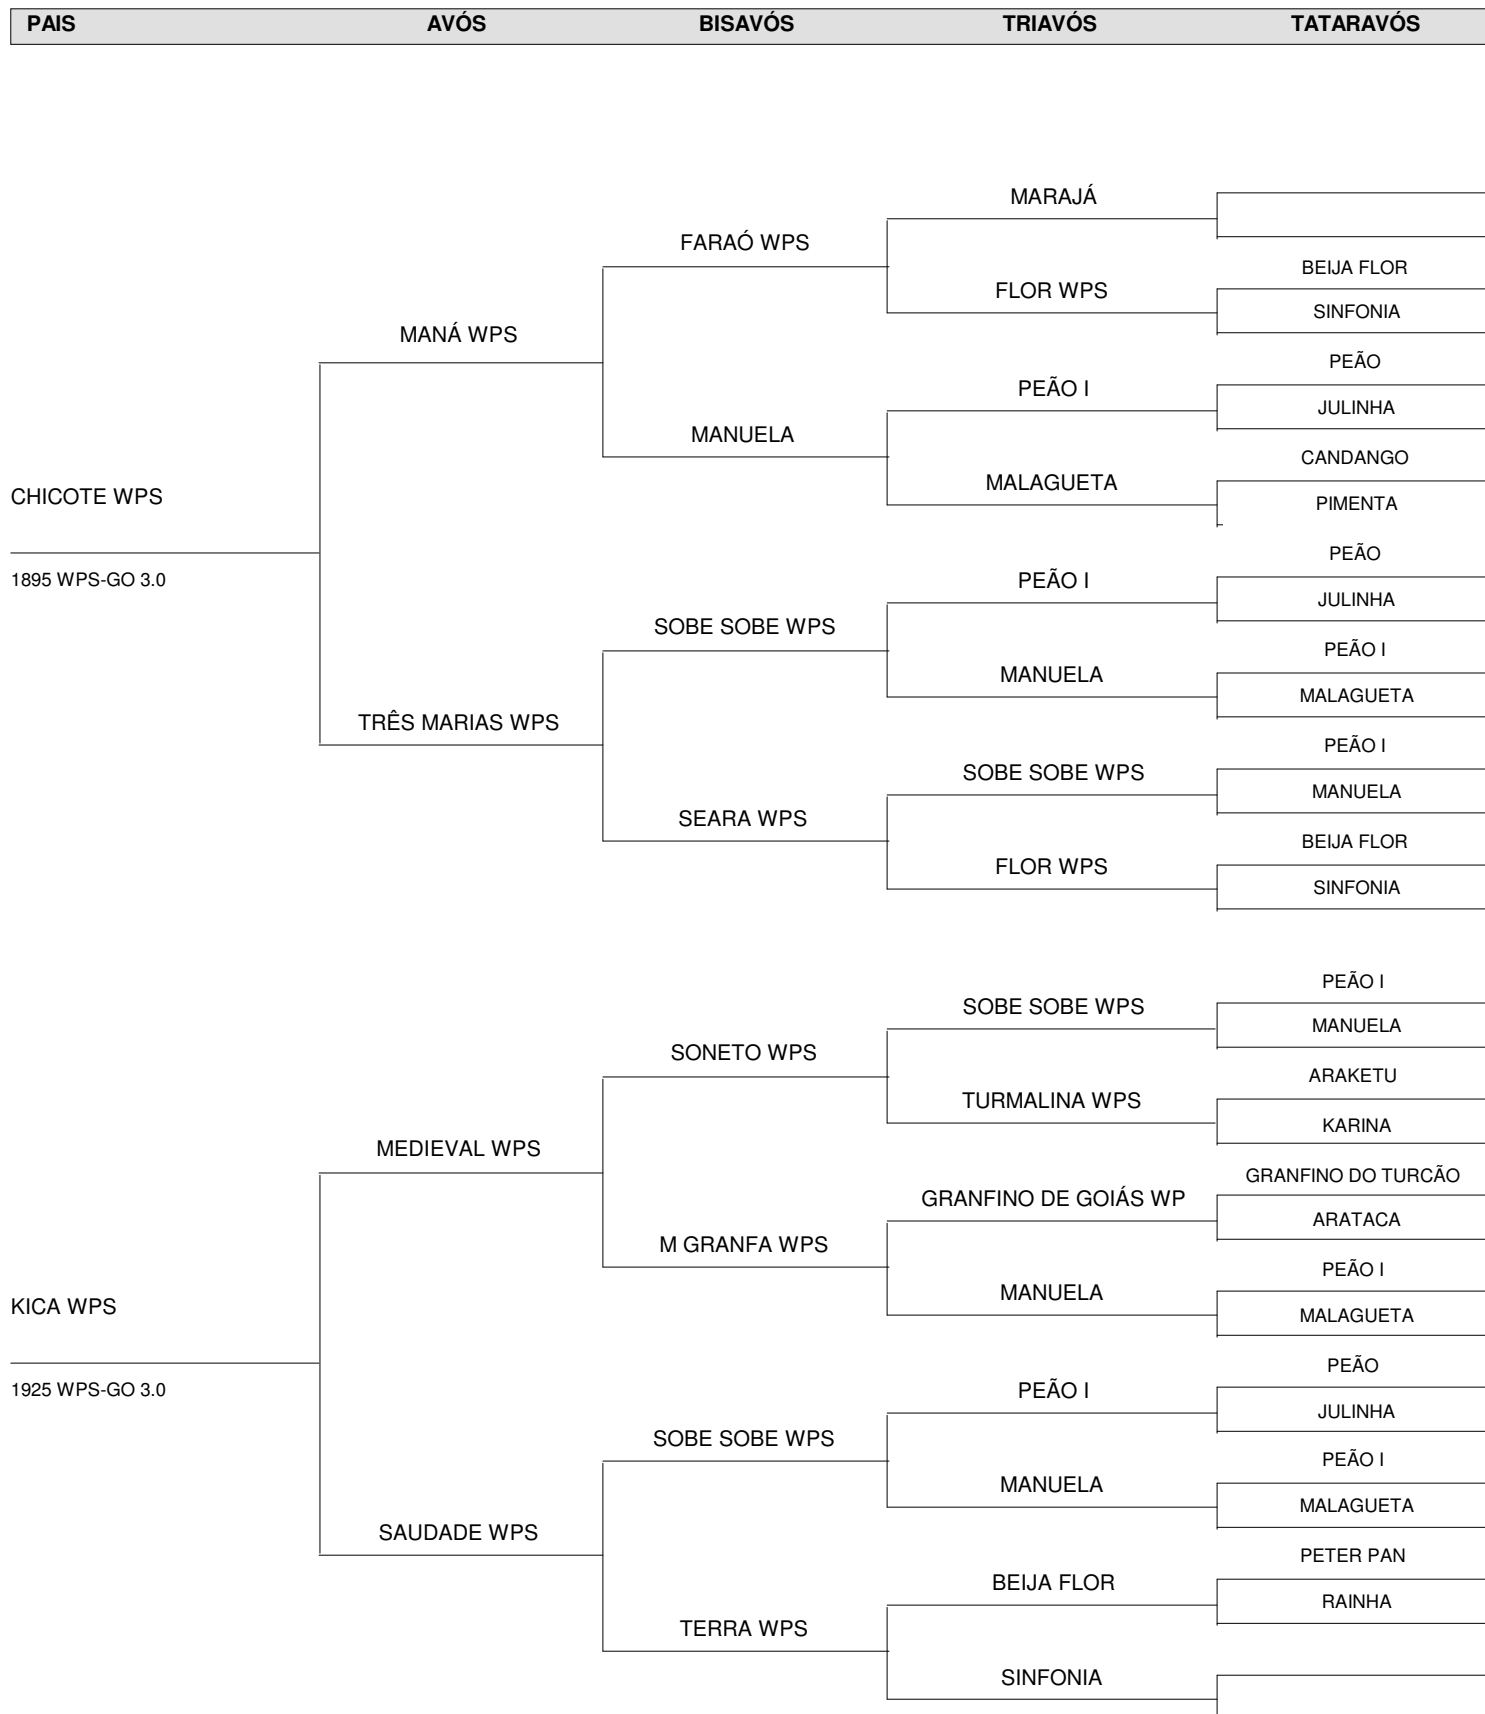 PAIS AVÓS BISAVÓS TRIAVÓS TATARAVÓS
MARAJÁ
FARAÓ WPS
BEIJA FLOR
FLOR WPS
SINFONIA
MANÁ WPS
PEÃO
PEÃO I
JULINHA
MANUELA
CANDANGO
MALAGUETA
CHICOTE WPS
PIMENTA
PEÃO
1895 WPS-GO 3.0
PEÃO I
JULINHA
SOBE SOBE WPS
PEÃO I
MANUELA
MALAGUETA
TRÊS MARIAS WPS
PEÃO I
SOBE SOBE WPS
MANUELA
SEARA WPS
BEIJA FLOR
FLOR WPS
SINFONIA
PEÃO I
SOBE SOBE WPS
MANUELA
SONETO WPS
ARAKETU
TURMALINA WPS
KARINA
MEDIEVAL WPS
GRANFINO DO TURCÃO
GRANFINO DE GOIÁS WP
ARATACA
M GRANFA WPS
PEÃO I
MANUELA
KICA WPS
MALAGUETA
PEÃO
1925 WPS-GO 3.0
PEÃO I
JULINHA
SOBE SOBE WPS
PEÃO I
MANUELA
MALAGUETA
SAUDADE WPS
PETER PAN
BEIJA FLOR
RAINHA
TERRA WPS
SINFONIA